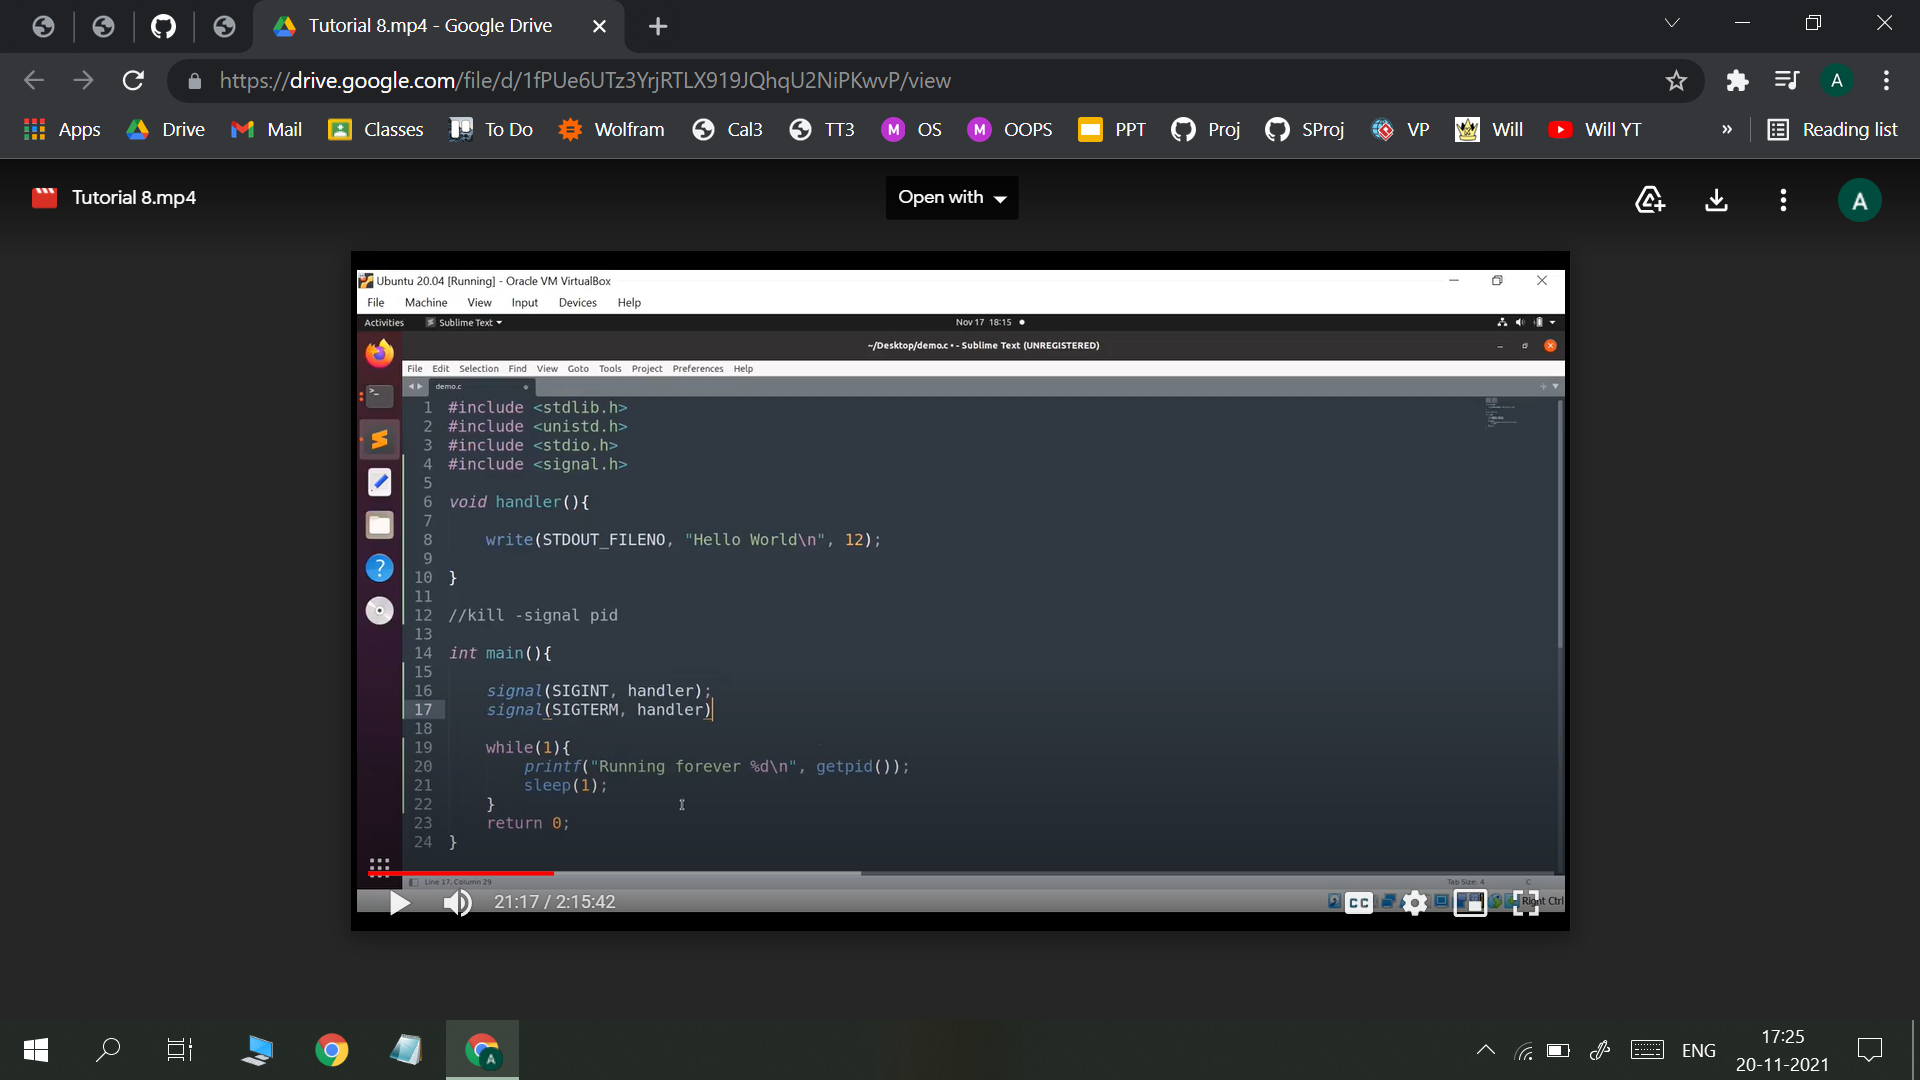 Tutorial 8.mp4 - Google Drive
https://drive.google.com/file/d/1fPUe6UTz3YrjRTLX919JQhqU2NiPKwvP/view
A
Apps Drive Mail Classes To Do Wolfram Cal3 TT3 M OS M OOPS PPT Proj SProj VP Will Will YT » Reading list
Tutorial 8.mp4
Open with
A
Ubuntu 20.04 [Running] - Oracle VM VirtualBox
File Machine View Input Devices Help
Activities Sublime Text Nov 17 18:15
~/Desktop/demo.c • - Sublime Text (UNREGISTERED)
File Edit Selection Find View Goto Tools Project Preferences Help
demo.c
1 #include <stdlib.h>
2 #include <unistd.h>
3 #include <stdio.h>
4 #include <signal.h>
5
6 void handler(){
7
8 write(STDOUT_FILENO, "Hello World\n", 12);
9
10 }
11
12 //kill -signal pid
13
14 int main(){
15
16 signal(SIGINT, handler);
17 signal(SIGTERM, handler)
18
19 while(1){
20 printf("Running forever %d\n", getpid());
21 sleep(1);
22 }
23 return 0;
24 }
Line 17, Column 29 Tab Size: 4 C
21:17 / 2:15:42 CC Right Ctrl
A
ENG
17:25
20-11-2021